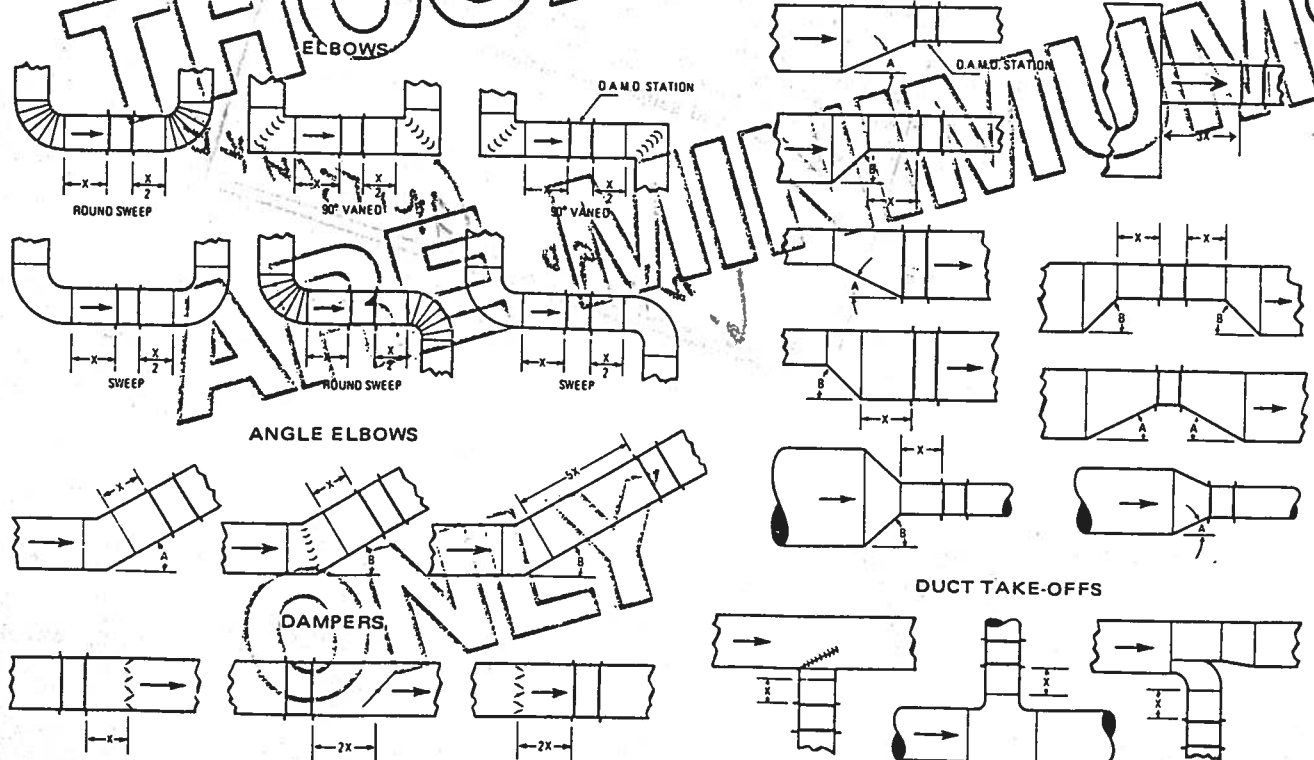 THOSE
ARE MINIMUMS
ONLY
ELBOWS
D.A.M.D. STATION
X
X
2
ROUND SWEEP
X
X
2
90° VANED
X
X
2
90° VANED
X
X
2
SWEEP
X
X
2
ROUND SWEEP
X
X
2
SWEEP
ANGLE ELBOWS
X
A
X
B
5X
B
DAMPERS
X
2X
2X
A
D.A.M.D. STATION
B
X
3X
A
B
X
X
X
B
B
A
A
X
B
A
DUCT TAKE-OFFS
X
X
X